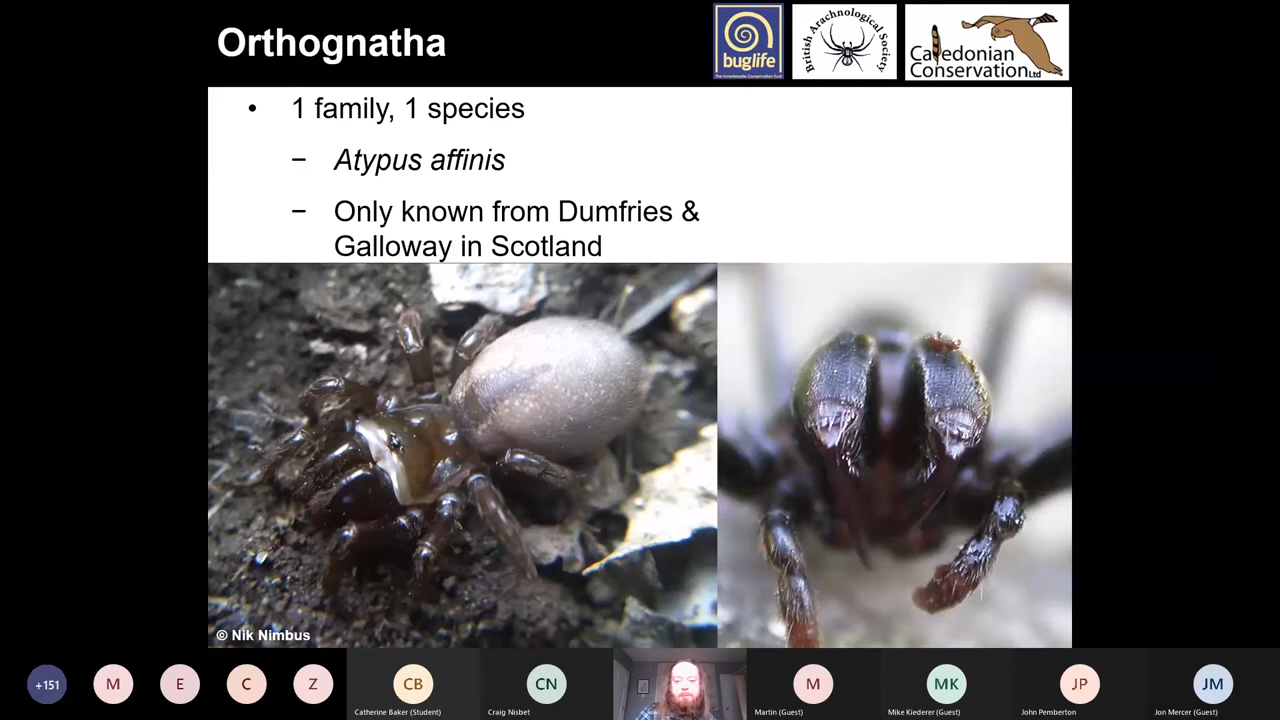 Orthognatha
buglife
The Invertebrate Conservation Trust
British Arachnological Society
Caledonian
Conservation Ltd
• 1 family, 1 species
− Atypus affinis
− Only known from Dumfries &
Galloway in Scotland
© Nik Nimbus
+151
M
E
C
Z
CB
Catherine Baker (Student)
CN
Craig Nisbet
M
Martin (Guest)
MK
Mike Kiederer (Guest)
JP
John Pemberton
JM
Jon Mercer (Guest)